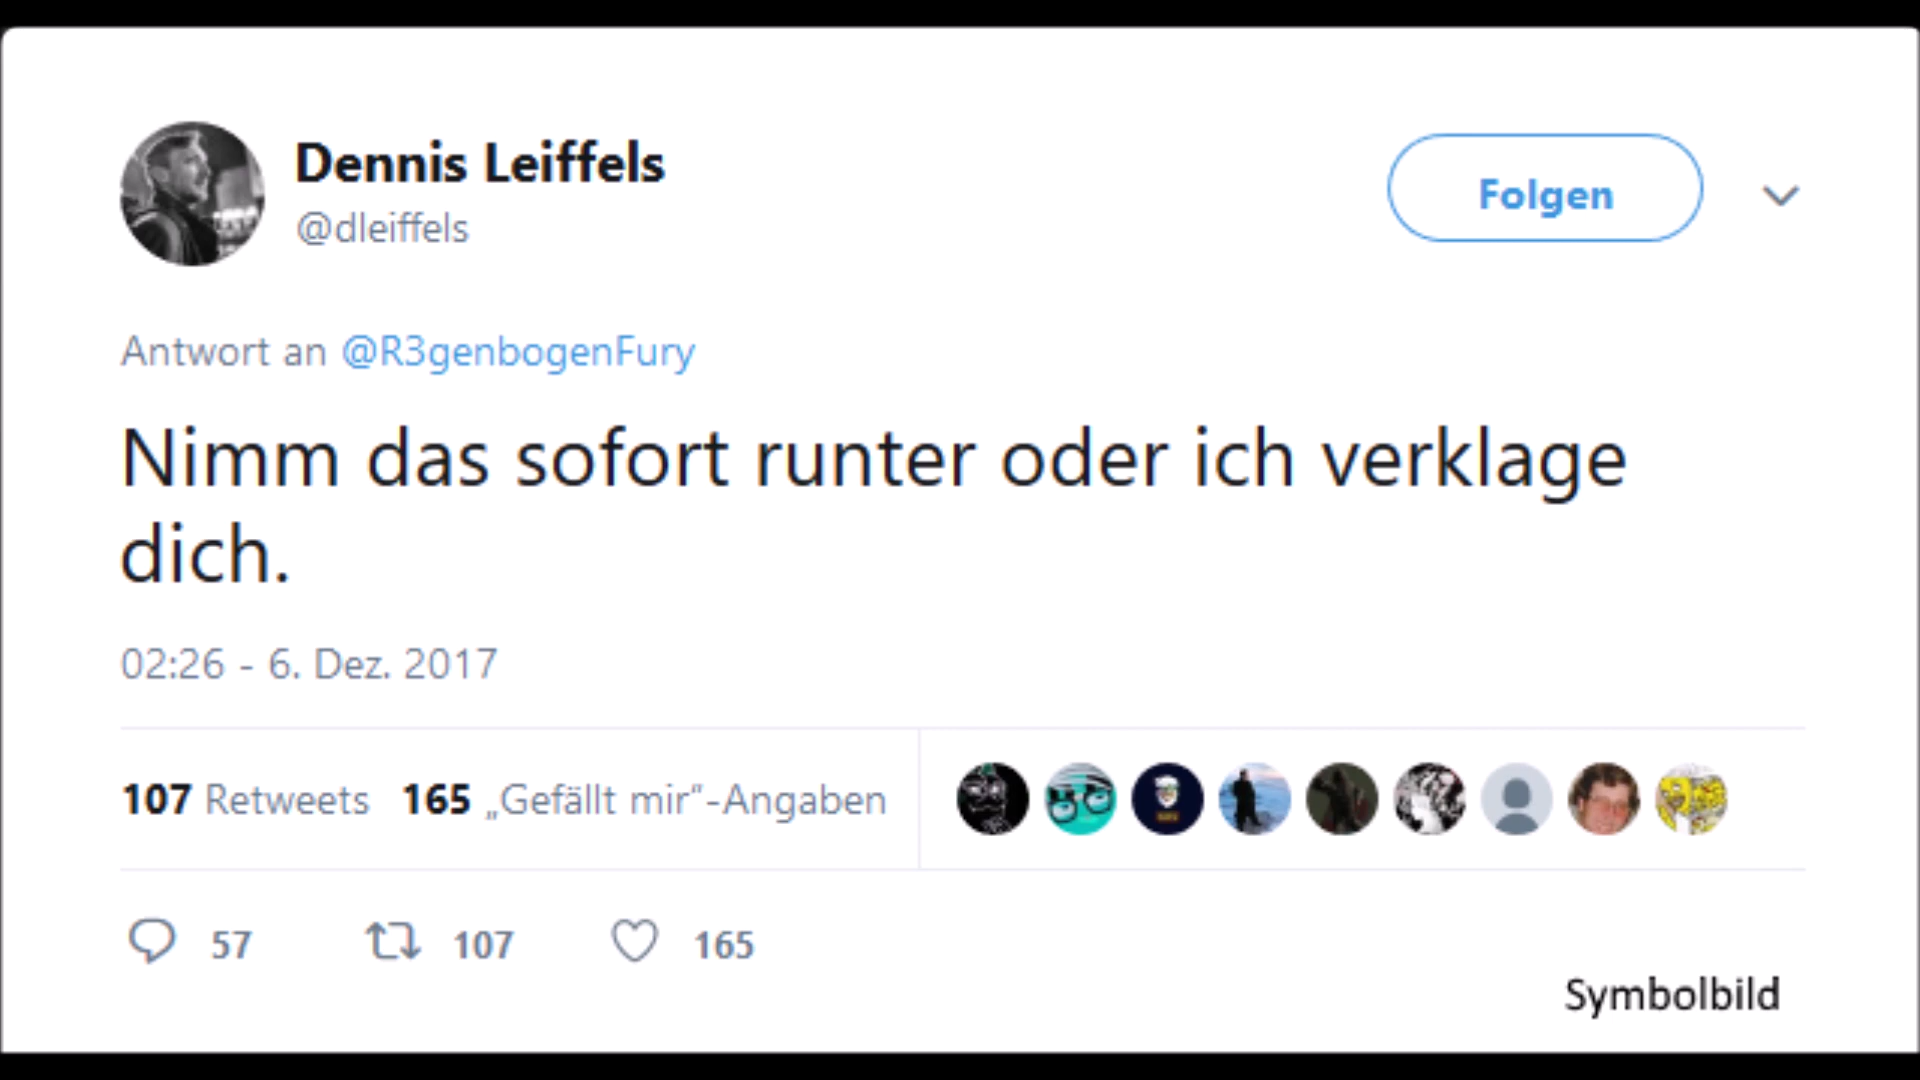 Dennis Leiffels
@dleiffels
Folgen
Antwort an @R3genbogenFury
Nimm das sofort runter oder ich verklage
dich.
02:26 - 6. Dez. 2017
107 Retweets 165 „Gefällt mir“-Angaben
57 107 165
Symbolbild